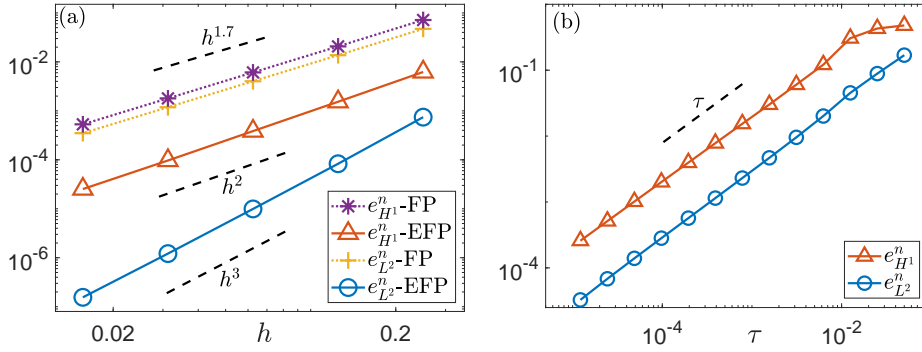 (a)
h^{1.7}
10^{-2}
10^{-4}
10^{-6}
h^2
h^3
e^n_{H^1}-FP
e^n_{H^1}-EFP
e^n_{L^2}-FP
e^n_{L^2}-EFP
0.02
h
0.2
(b)
10^{-1}
10^{-4}
τ
e^n_{H^1}
e^n_{L^2}
10^{-4}
τ
10^{-2}